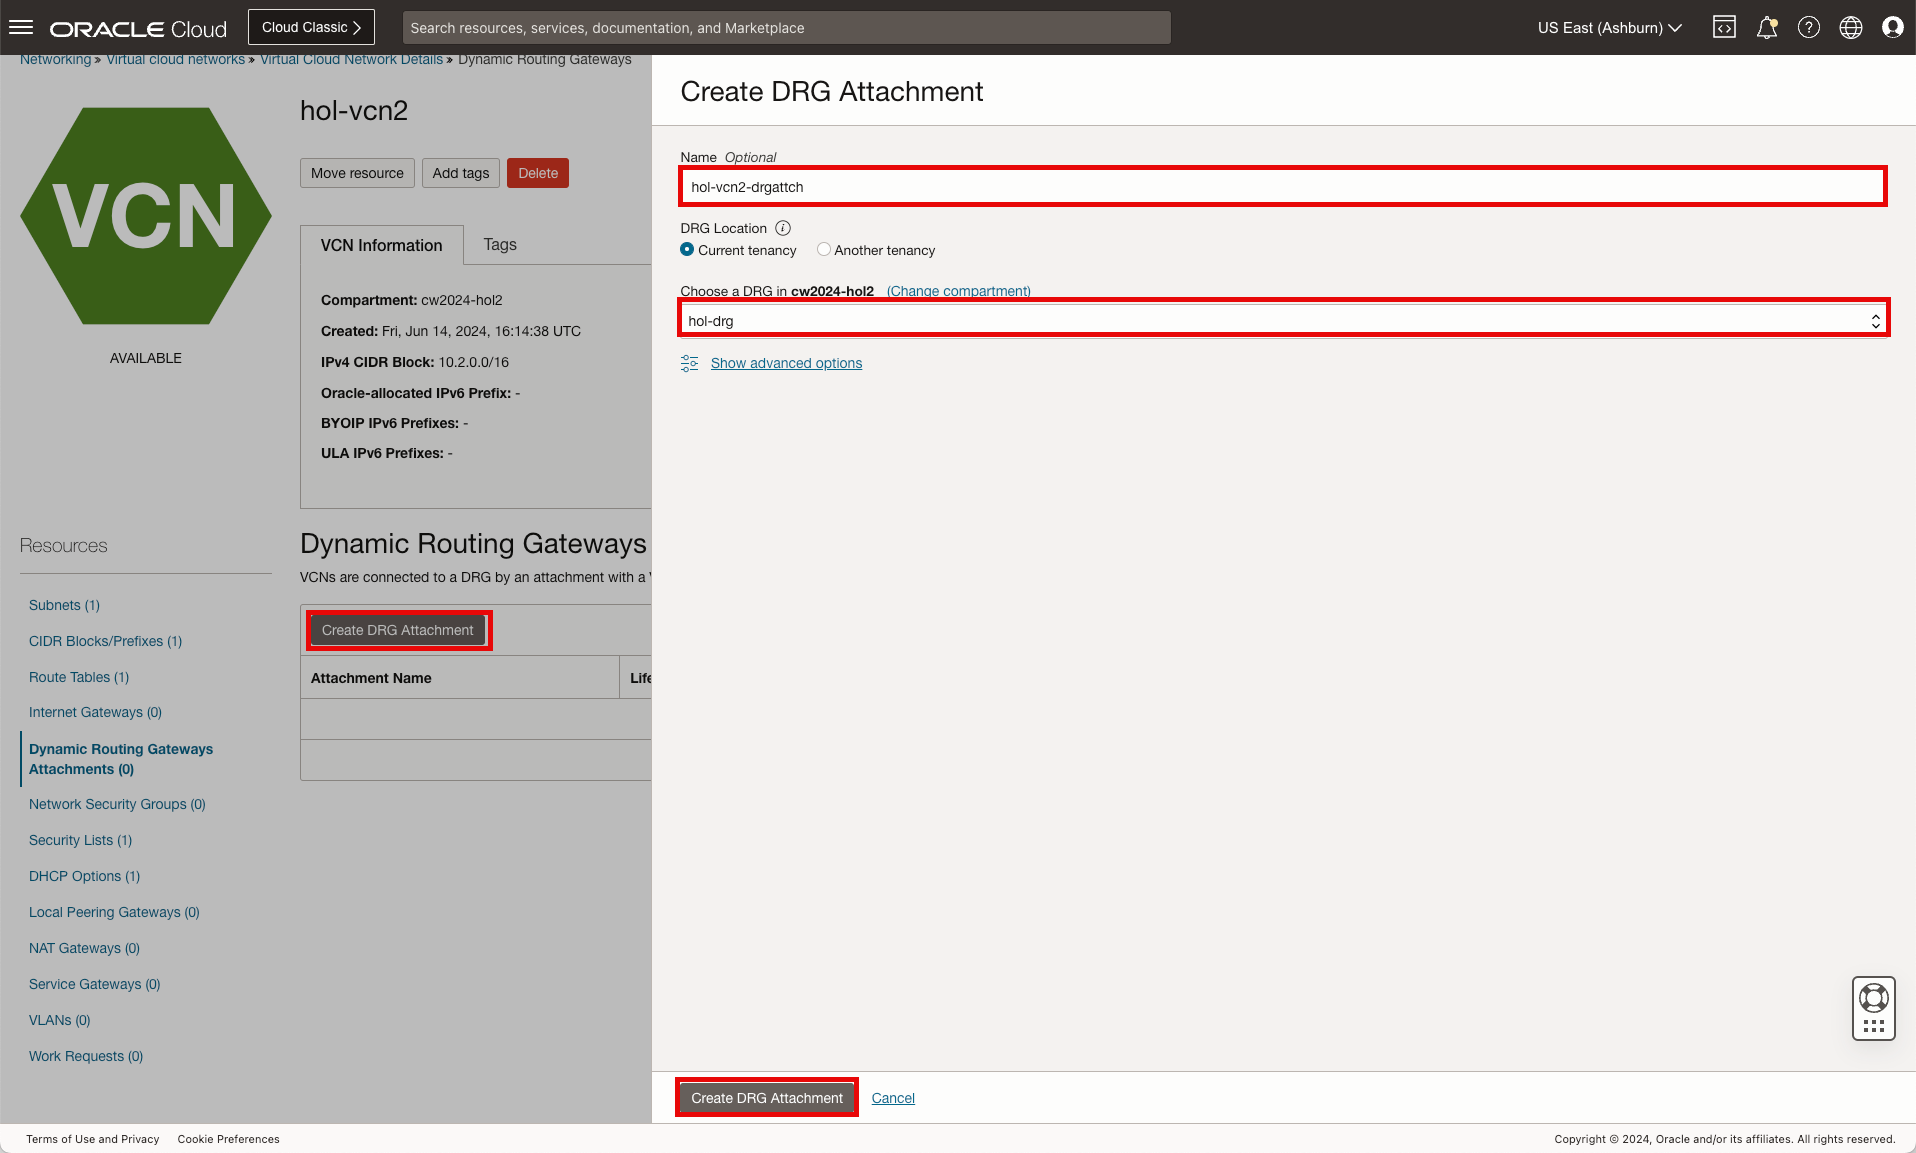 ORACLE Cloud
Cloud Classic
Search resources, services, documentation, and Marketplace
US East (Ashburn)
Networking » Virtual cloud networks » Virtual Cloud Network Details » Dynamic Routing Gateways
VCN
AVAILABLE
hol-vcn2
Move resource
Add tags
Delete
VCN Information
Tags
Compartment: cw2024-hol2
Created: Fri, Jun 14, 2024, 16:14:38 UTC
IPv4 CIDR Block: 10.2.0.0/16
Oracle-allocated IPv6 Prefix: -
BYOIP IPv6 Prefixes: -
ULA IPv6 Prefixes: -
Resources
Subnets (1)
CIDR Blocks/Prefixes (1)
Route Tables (1)
Internet Gateways (0)
Dynamic Routing Gateways
Attachments (0)
Network Security Groups (0)
Security Lists (1)
DHCP Options (1)
Local Peering Gateways (0)
NAT Gateways (0)
Service Gateways (0)
VLANs (0)
Work Requests (0)
Dynamic Routing Gateways
VCNs are connected to a DRG by an attachment with a
Create DRG Attachment
Attachment Name
Life
Create DRG Attachment
Name Optional
hol-vcn2-drgattch
DRG Location
Current tenancy
Another tenancy
Choose a DRG in cw2024-hol2 (Change compartment)
hol-drg
Show advanced options
Create DRG Attachment
Cancel
Terms of Use and Privacy
Cookie Preferences
Copyright © 2024, Oracle and/or its affiliates. All rights reserved.